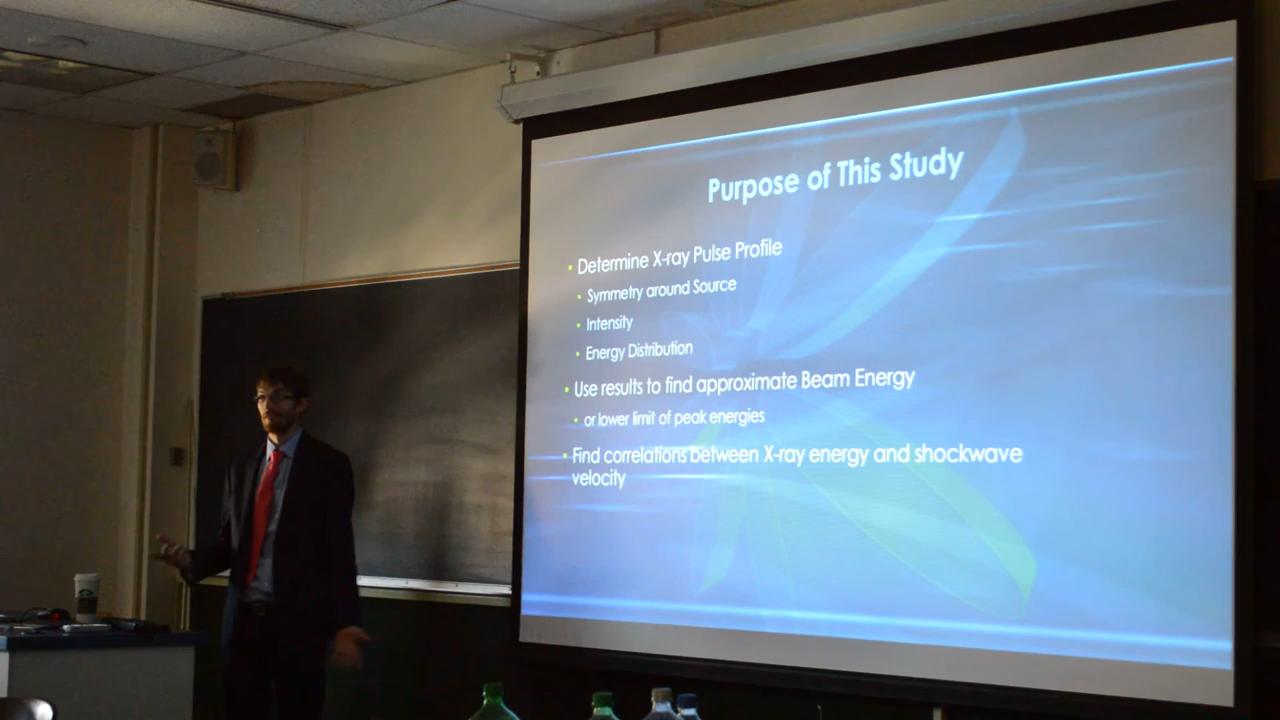 Purpose of This Study
• Determine X-ray Pulse Profile
• Symmetry around Source
• Intensity
• Energy Distribution
• Use results to find approximate Beam Energy
• or lower limit of peak energies
• Find correlations between X-ray energy and shockwave
velocity